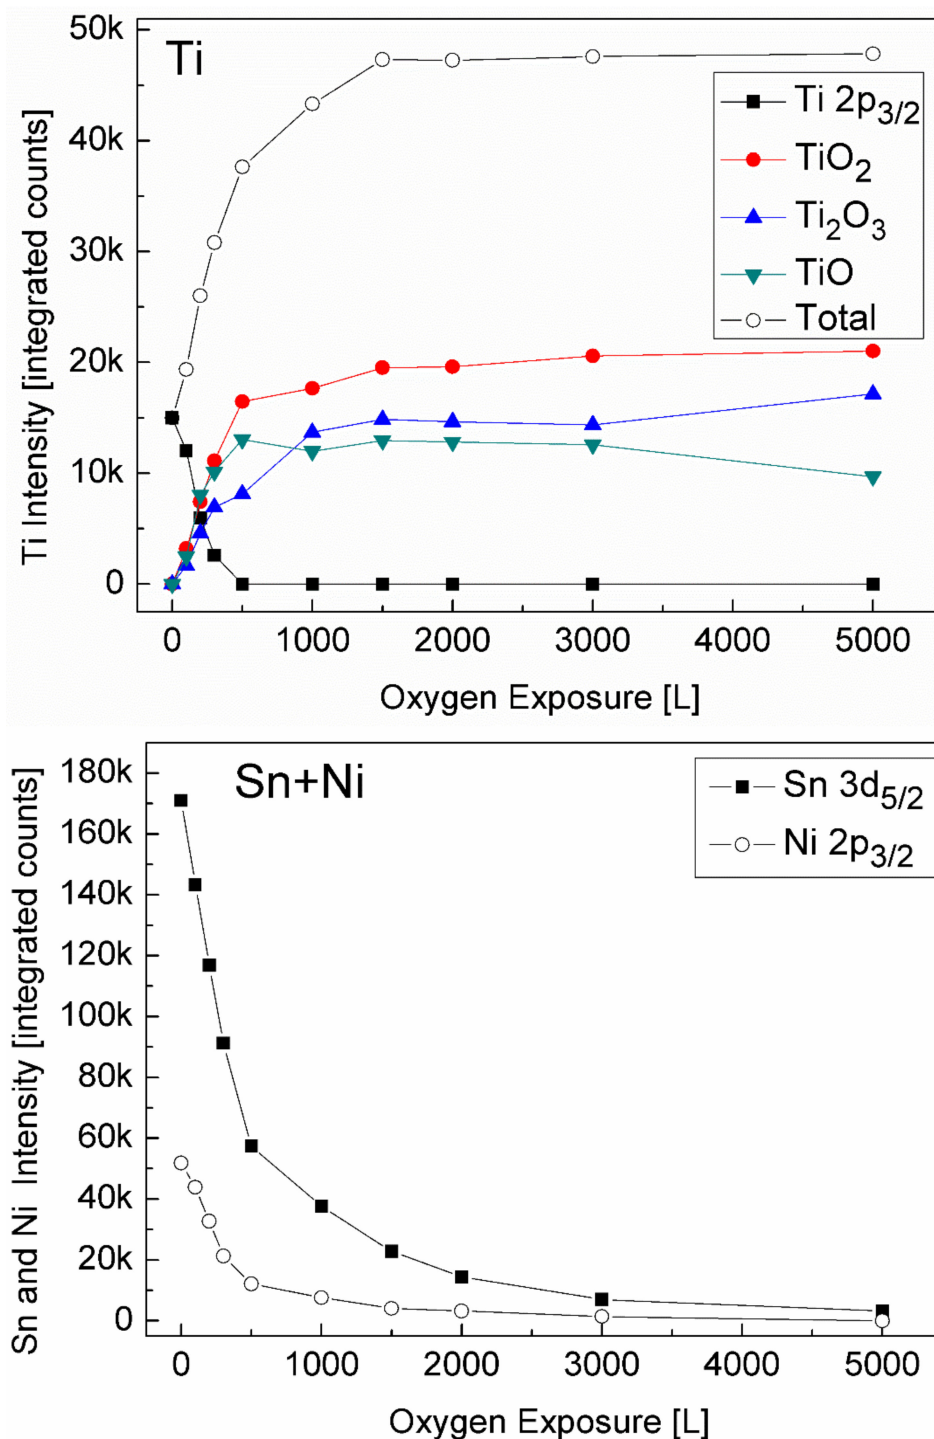 Ti
50k
40k
30k
20k
10k
0
Ti Intensity [integrated counts]
Ti 2p3/2
TiO2
Ti2O3
TiO
Total
0 1000 2000 3000 4000 5000
Oxygen Exposure [L]
Sn+Ni
180k
160k
140k
120k
100k
80k
60k
40k
20k
0
Sn and Ni Intensity [integrated counts]
Sn 3d5/2
Ni 2p3/2
0 1000 2000 3000 4000 5000
Oxygen Exposure [L]